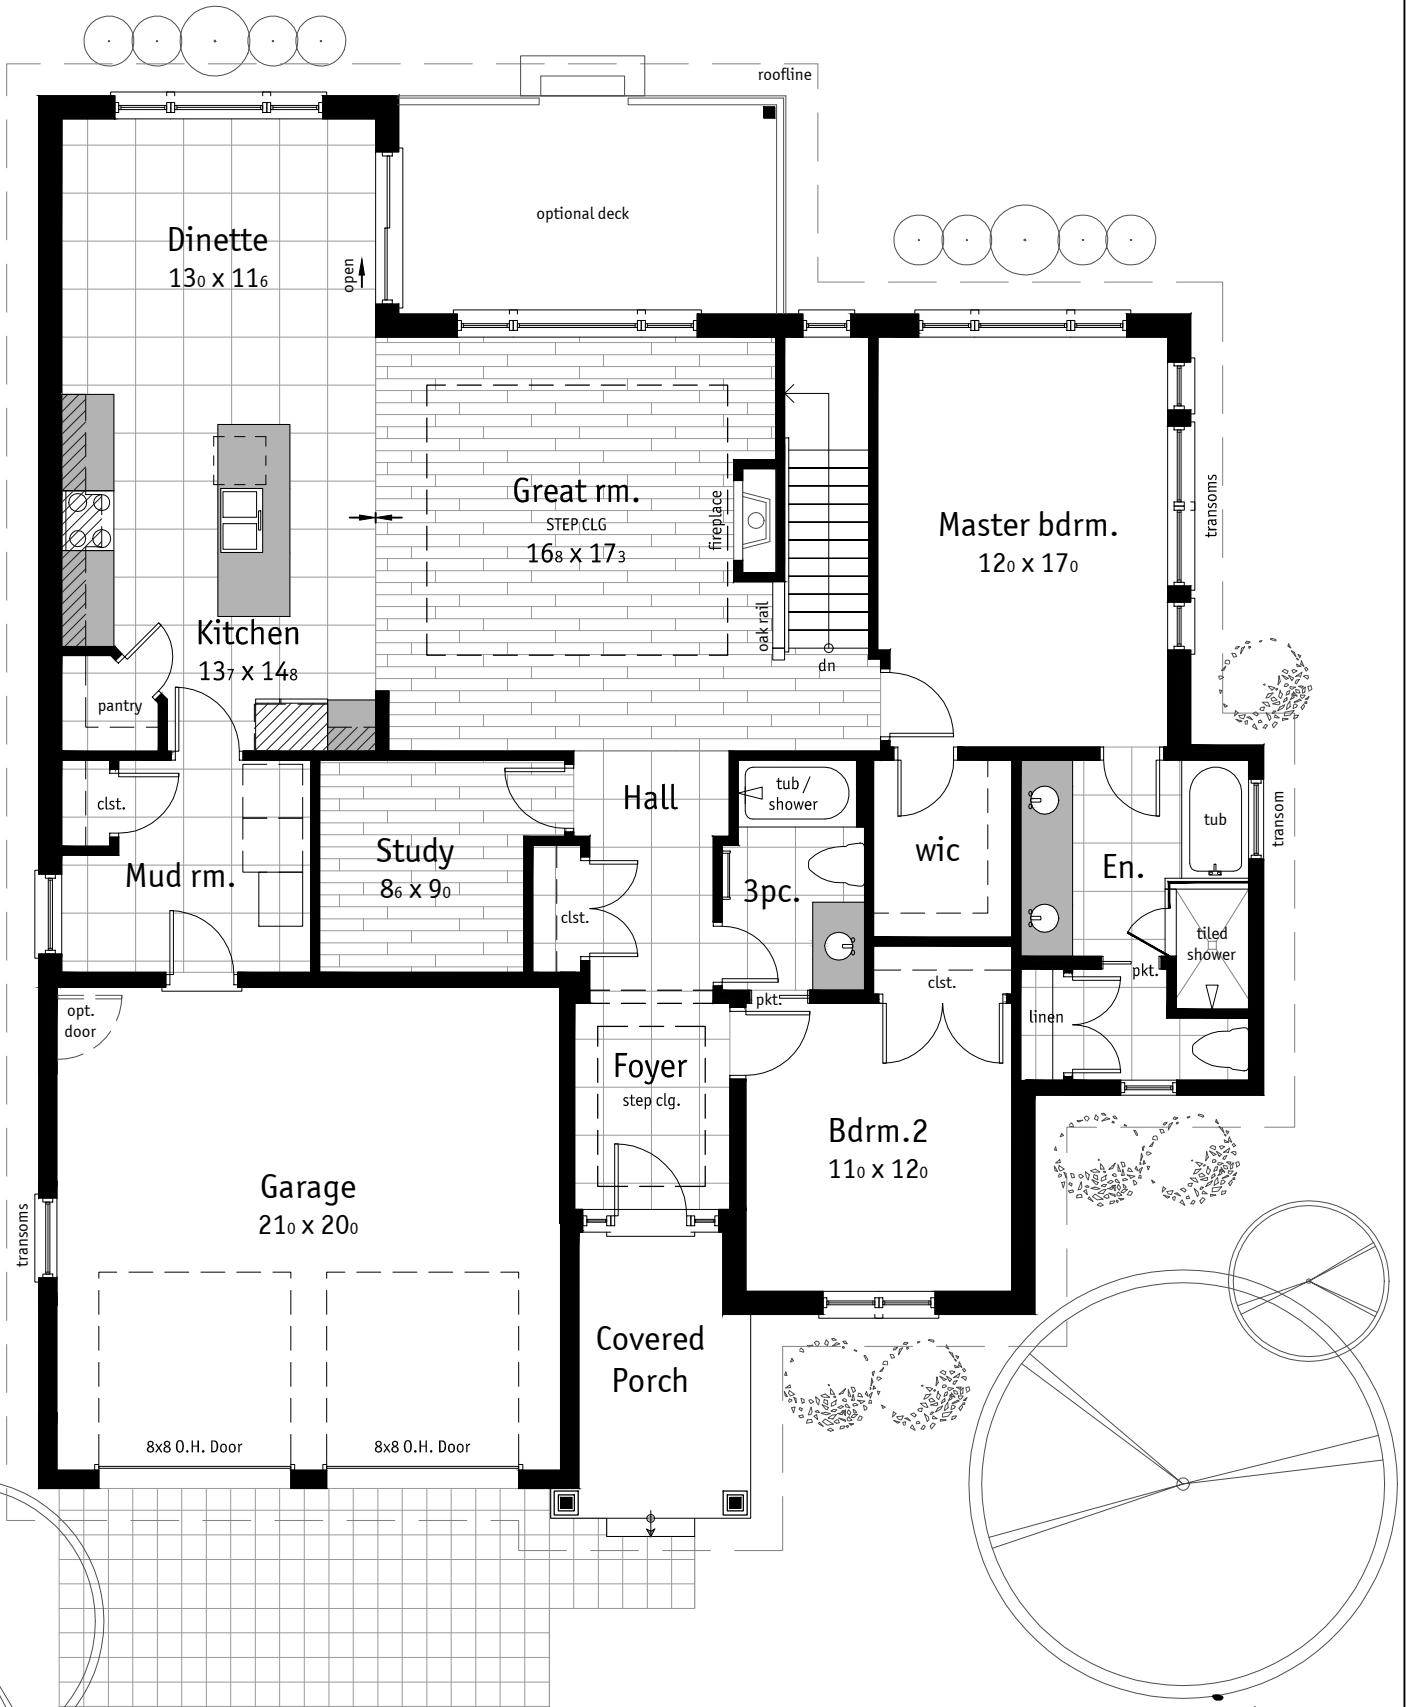 roofline
optional deck
Dinette
130 x 116
open
Great rm.
STEP CLG
168 x 173
fireplace
oak rail
dn
Master bdrm.
120 x 170
transoms
Kitchen
137 x 148
pantry
clst.
Mud rm.
Study
86 x 90
Hall
clst.
tub /
shower
3pc.
pkt.
wic
clst.
En.
tub
transom
tiled
shower
pkt.
linen
opt.
door
Foyer
step clg.
Bdrm.2
110 x 120
Garage
210 x 200
transoms
8x8 O.H. Door
8x8 O.H. Door
Covered
Porch